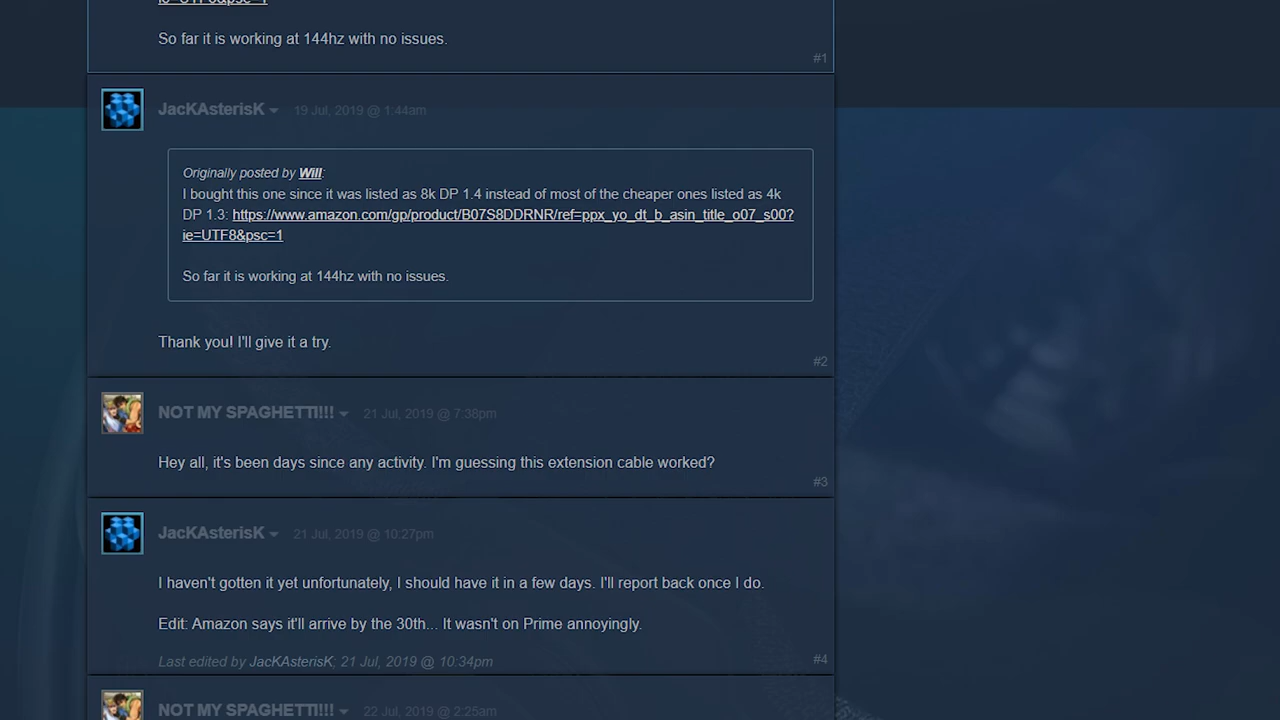 ie=UTF8&psc=1
So far it is working at 144hz with no issues.
#1
JacKAsterisK 19 Jul, 2019 @ 1:44am
Originally posted by Will:
I bought this one since it was listed as 8k DP 1.4 instead of most of the cheaper ones listed as 4k
DP 1.3: https://www.amazon.com/gp/product/B07S8DDRNR/ref=ppx_yo_dt_b_asin_title_o07_s00?
ie=UTF8&psc=1
So far it is working at 144hz with no issues.
Thank you! I'll give it a try.
#2
NOT MY SPAGHETTI!!! 21 Jul, 2019 @ 7:38pm
Hey all, it's been days since any activity. I'm guessing this extension cable worked?
#3
JacKAsterisK 21 Jul, 2019 @ 10:27pm
I haven't gotten it yet unfortunately, I should have it in a few days. I'll report back once I do.
Edit: Amazon says it'll arrive by the 30th... It wasn't on Prime annoyingly.
Last edited by JacKAsterisK; 21 Jul, 2019 @ 10:34pm
#4
NOT MY SPAGHETTI!!! 22 Jul, 2019 @ 2:25am